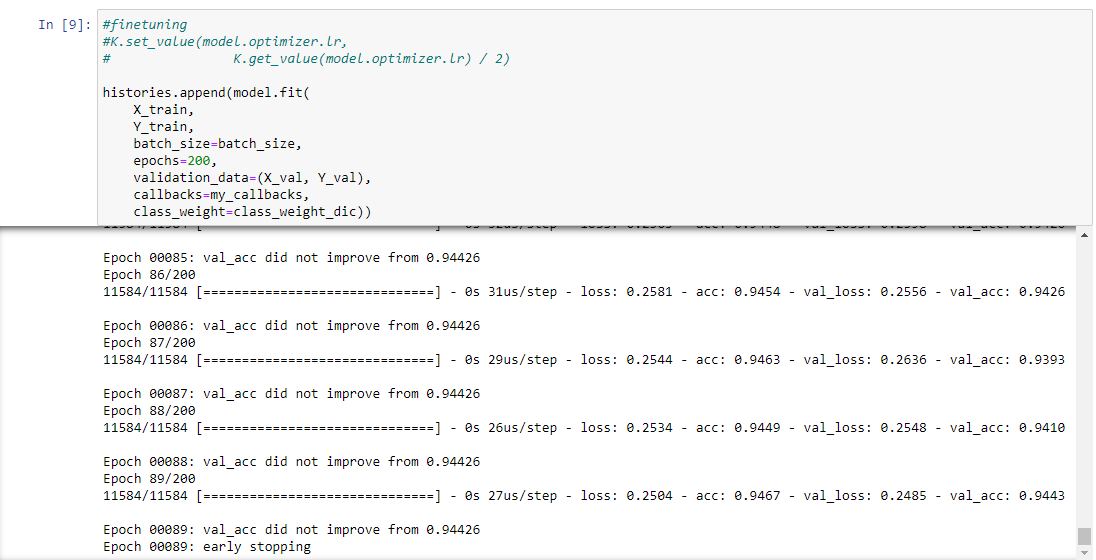 In [9]:
#finetuning
#K.set_value(model.optimizer.lr,
#                K.get_value(model.optimizer.lr) / 2)
histories.append(model.fit(
    X_train,
    Y_train,
    batch_size=batch_size,
    epochs=200,
    validation_data=(X_val, Y_val),
    callbacks=my_callbacks,
    class_weight=class_weight_dic))
Epoch 00085: val_acc did not improve from 0.94426
Epoch 86/200
11584/11584 [==============================] - 0s 31us/step - loss: 0.2581 - acc: 0.9454 - val_loss: 0.2556 - val_acc: 0.9426
Epoch 00086: val_acc did not improve from 0.94426
Epoch 87/200
11584/11584 [==============================] - 0s 29us/step - loss: 0.2544 - acc: 0.9463 - val_loss: 0.2636 - val_acc: 0.9393
Epoch 00087: val_acc did not improve from 0.94426
Epoch 88/200
11584/11584 [==============================] - 0s 26us/step - loss: 0.2534 - acc: 0.9449 - val_loss: 0.2548 - val_acc: 0.9410
Epoch 00088: val_acc did not improve from 0.94426
Epoch 89/200
11584/11584 [==============================] - 0s 27us/step - loss: 0.2504 - acc: 0.9467 - val_loss: 0.2485 - val_acc: 0.9443
Epoch 00089: val_acc did not improve from 0.94426
Epoch 00089: early stopping